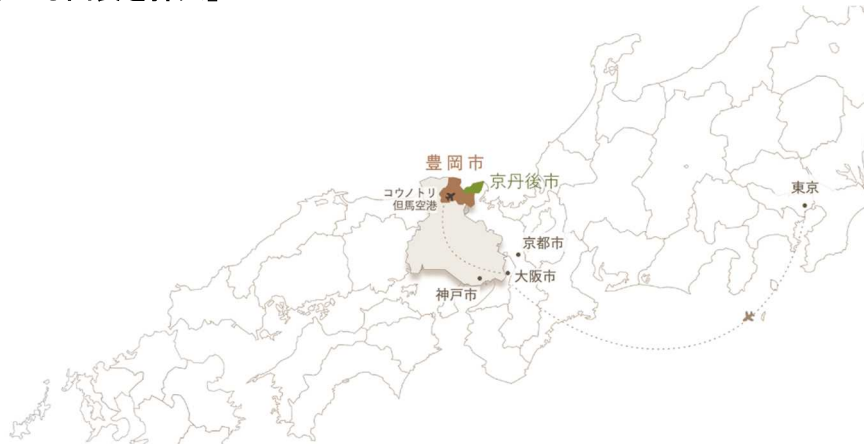 豊岡市
京丹後市
コウノトリ
但馬空港
東京
京都市
大阪市
神戸市